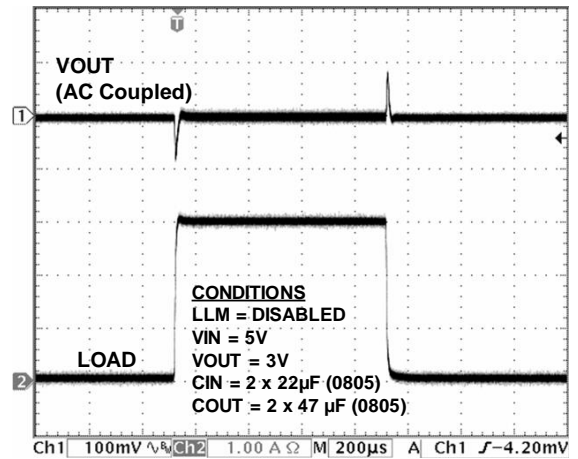 T
VOUT
(AC Coupled)
1
CONDITIONS
LLM = DISABLED
VIN = 5V
VOUT = 3V
CIN = 2 x 22µF (0805)
COUT = 2 x 47 µF (0805)
LOAD
2
Ch1 100mV ∿ BW Ch2 1.00 A Ω M 200µs A Ch1 ʃ -4.20mV